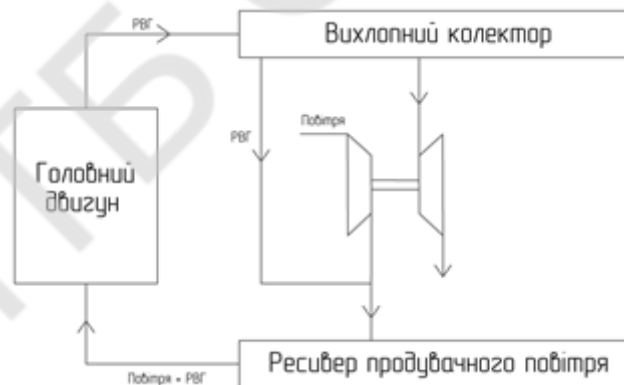 РВГ
Вихлопний колектор
Повітря
РВГ
Головний
двигун
Ресивер продувачного повітря
Повітря + РВГ